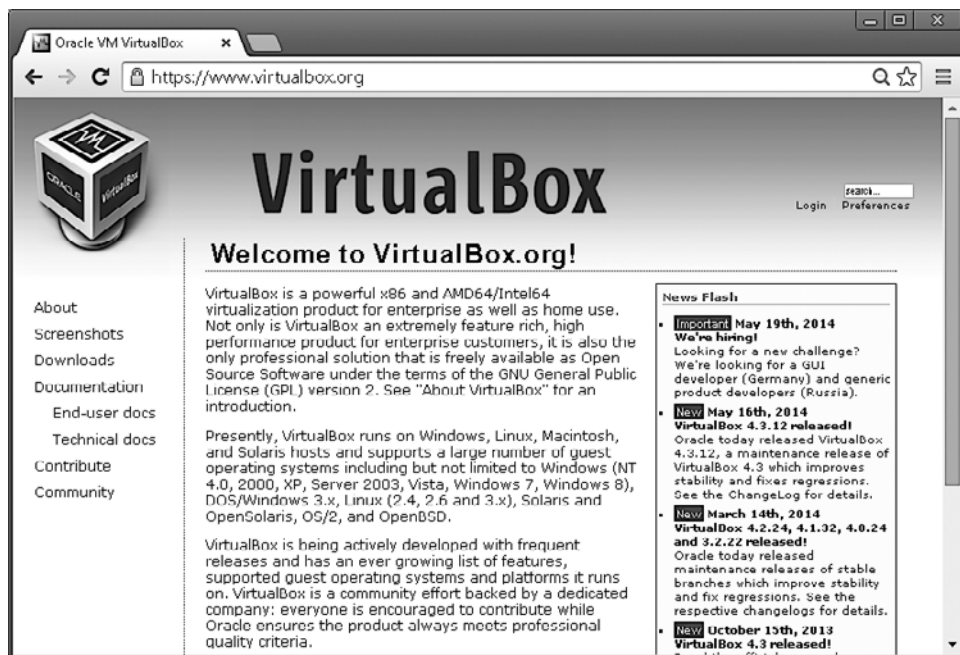 Oracle VM VirtualBox
https://www.virtualbox.org
VM
ORACLE
VirtualBox
VirtualBox
search...
Login Preferences
Welcome to VirtualBox.org!
About
Screenshots
Downloads
Documentation
End-user docs
Technical docs
Contribute
Community
VirtualBox is a powerful x86 and AMD64/Intel64
virtualization product for enterprise as well as home use.
Not only is VirtualBox an extremely feature rich, high
performance product for enterprise customers, it is also the
only professional solution that is freely available as Open
Source Software under the terms of the GNU General Public
License (GPL) version 2. See "About VirtualBox" for an
introduction.
Presently, VirtualBox runs on Windows, Linux, Macintosh,
and Solaris hosts and supports a large number of guest
operating systems including but not limited to Windows (NT
4.0, 2000, XP, Server 2003, Vista, Windows 7, Windows 8),
DOS/Windows 3.x, Linux (2.4, 2.6 and 3.x), Solaris and
OpenSolaris, OS/2, and OpenBSD.
VirtualBox is being actively developed with frequent
releases and has an ever growing list of features,
supported guest operating systems and platforms it runs
on. VirtualBox is a community effort backed by a dedicated
company: everyone is encouraged to contribute while
Oracle ensures the product always meets professional
quality criteria.
News Flash
Important May 19th, 2014
We're hiring!
Looking for a new challenge?
We're looking for a GUI
developer (Germany) and generic
product developers (Russia).
New May 16th, 2014
VirtualBox 4.3.12 released!
Oracle today released VirtualBox
4.3.12, a maintenance release of
VirtualBox 4.3 which improves
stability and fixes regressions.
See the ChangeLog for details.
New March 14th, 2014
VirtualBox 4.2.24, 4.1.32, 4.0.24
and 3.2.22 released!
Oracle today released
maintenance releases of stable
branches which improve stability
and fix regressions. See the
respective changelogs for details.
New October 15th, 2013
VirtualBox 4.3 released!